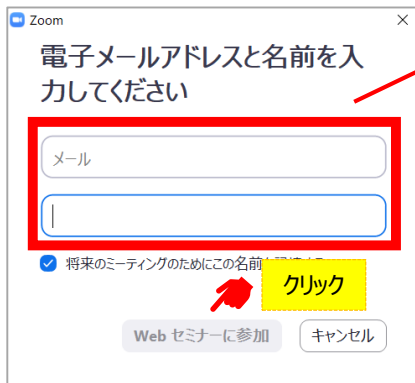 Zoom
電子メールアドレスと名前を入
力してください
メール
将来のミーティングのためにこの名前
クリック
Web セミナーに参加
キャンセル